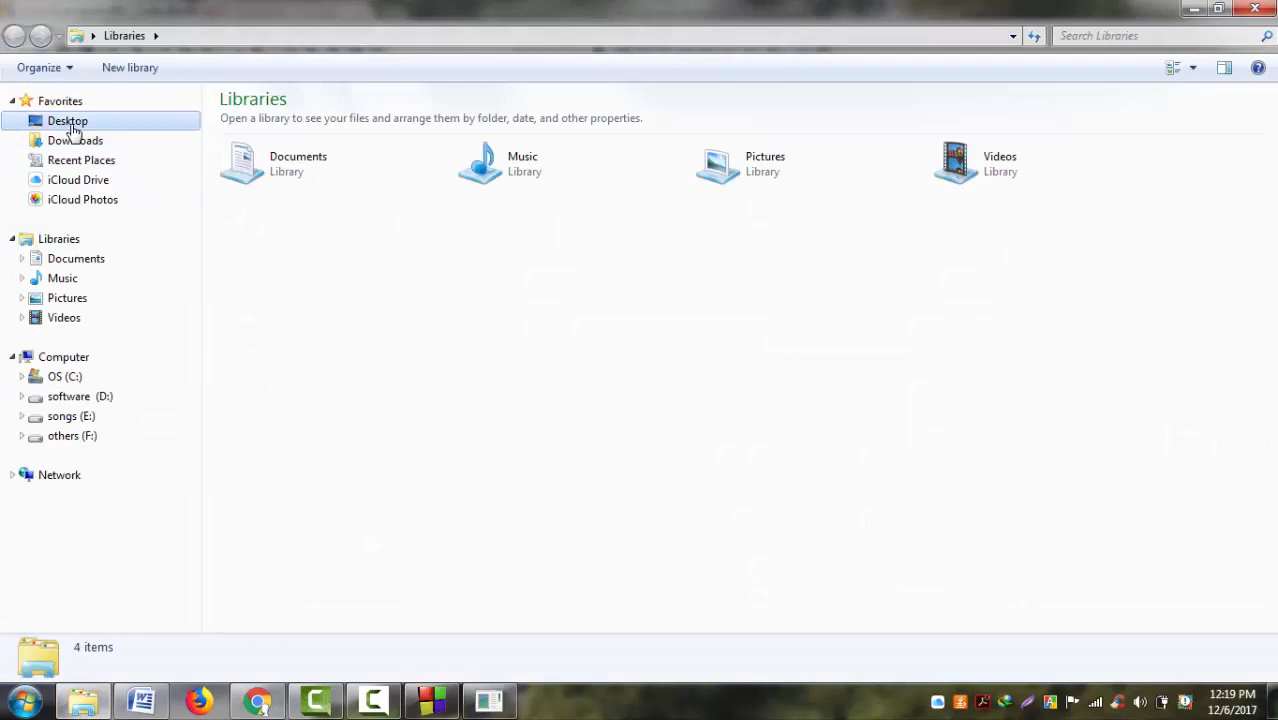 Libraries
Search Libraries
Organize
New library
Favorites
Desktop
Downloads
Recent Places
iCloud Drive
iCloud Photos
Libraries
Documents
Music
Pictures
Videos
Computer
OS (C:)
software (D:)
songs (E:)
others (F:)
Network
Libraries
Open a library to see your files and arrange them by folder, date, and other properties.
Documents
Library
Music
Library
Pictures
Library
Videos
Library
4 items
12:19 PM
12/6/2017